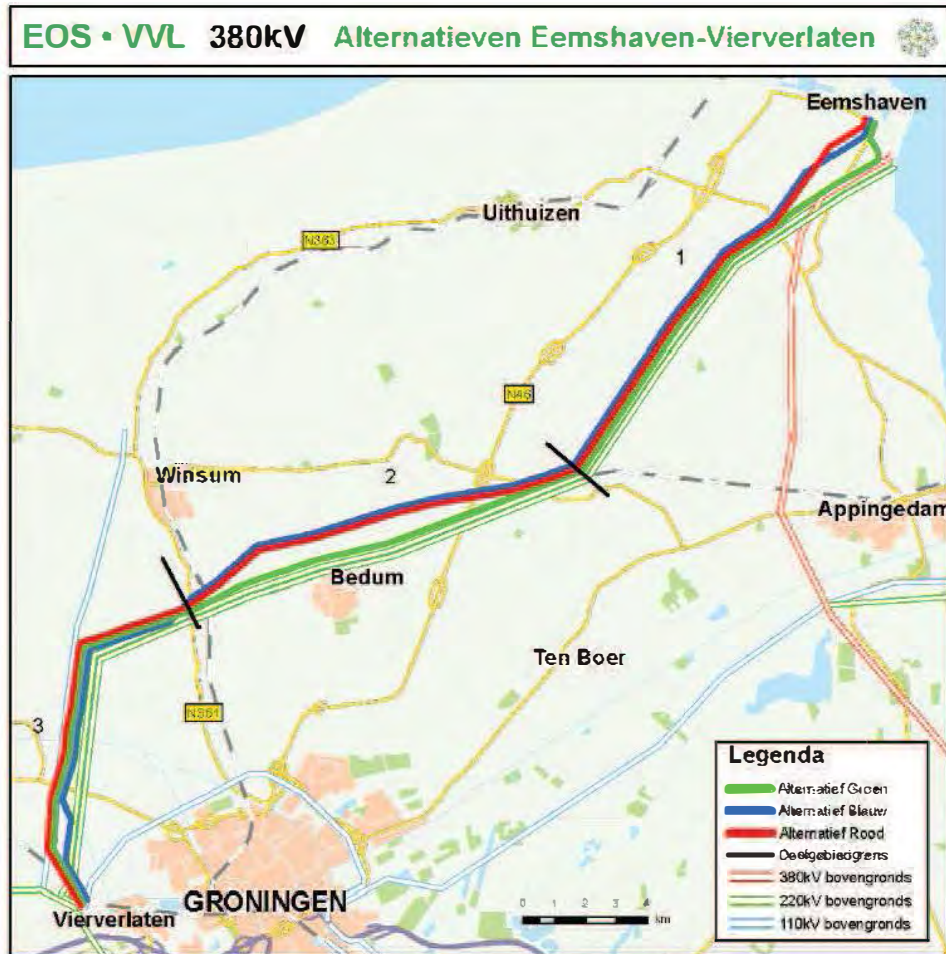 EOS • VVL 380kV Alternatieven Eemshaven-Vierverlaten
Eemshaven
Uithuizen
N363
1
N46
Winsum
2
Appingedam
Bedum
Ten Boer
N361
3
GRONINGEN
Vierverlaten
0 1 2 3 4
km
Legenda
Alternatief Groen
Alternatief Blauw
Alternatief Rood
Deelgebiedgrens
380kV bovengronds
220kV bovengronds
110kV bovengronds